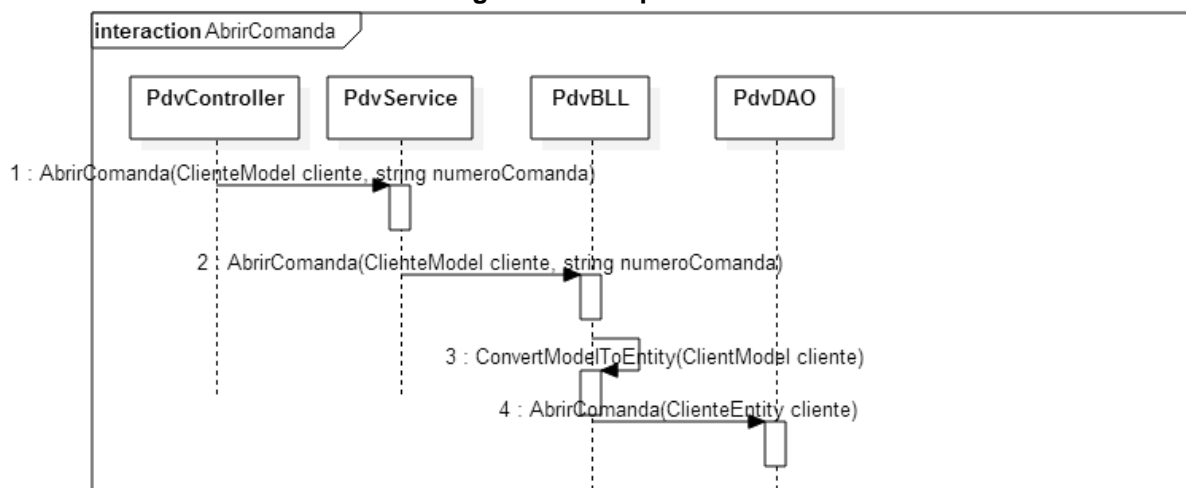 interaction AbrirComanda
PdvController
PdvService
PdvBLL
PdvDAO
1 : AbrirComanda(ClienteModel cliente, string numeroComanda)
2 : AbrirComanda(ClienteModel cliente, string numeroComanda)
3 : ConvertModelToEntity(ClientModel cliente)
4 : AbrirComanda(ClienteEntity cliente)